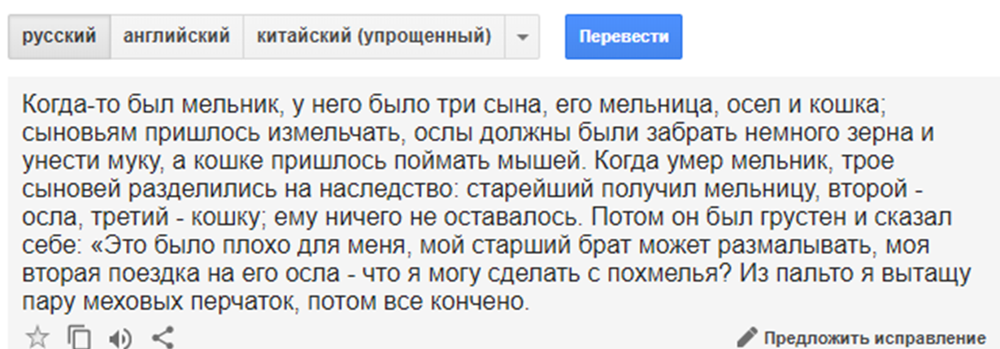 русский английский китайский (упрощенный) Перевести
Когда-то был мельник, у него было три сына, его мельница, осел и кошка;
сыновьям пришлось измельчать, ослы должны были забрать немного зерна и
унести муку, а кошке пришлось поймать мышей. Когда умер мельник, трое
сыновей разделились на наследство: старейший получил мельницу, второй -
осла, третий - кошку; ему ничего не оставалось. Потом он был грустен и сказал
себе: «Это было плохо для меня, мой старший брат может размалывать, моя
вторая поездка на его осла - что я могу сделать с похмелья? Из пальто я вытащу
пару меховых перчаток, потом все кончено.
Предложить исправление